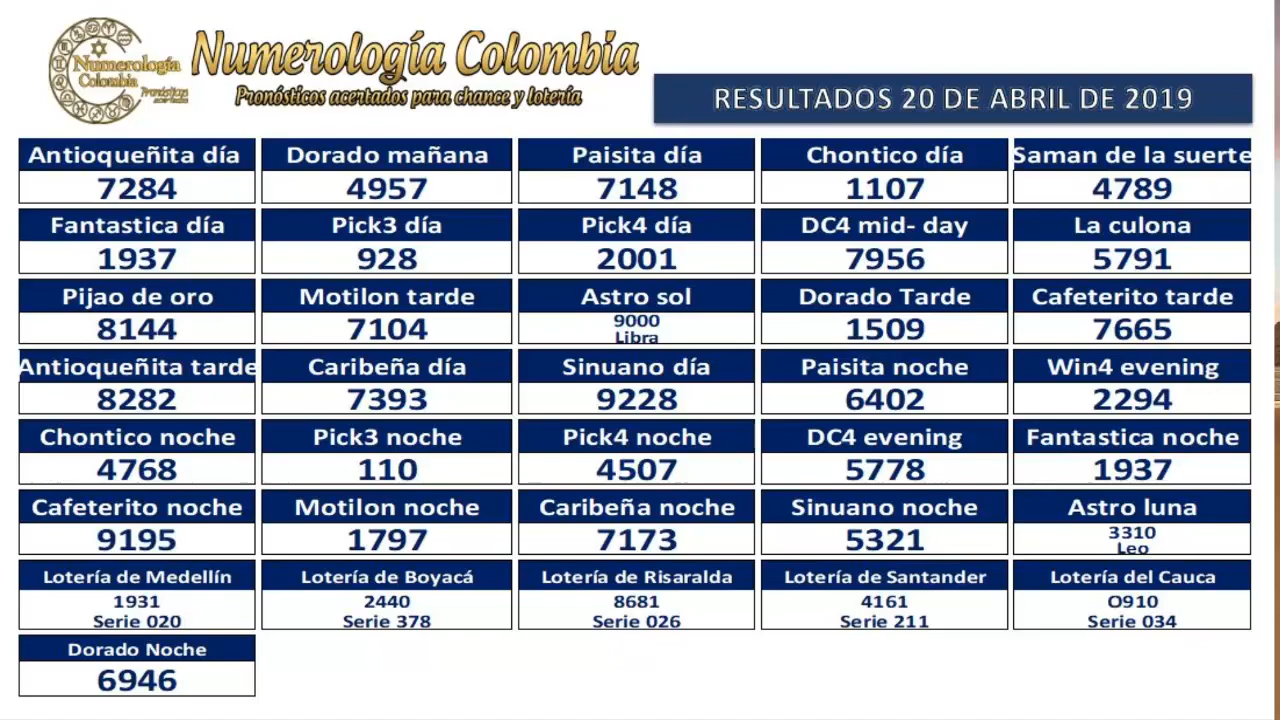 Numerología
Colombia
Pronósticos
Numerología Colombia
Pronósticos acertados para chance y lotería
RESULTADOS 20 DE ABRIL DE 2019
Antioqueñita día Dorado mañana Paisita día Chontico día Saman de la suerte
7284 4957 7148 1107 4789
Fantastica día Pick3 día Pick4 día DC4 mid- day La culona
1937 928 2001 7956 5791
Pijao de oro Motilon tarde Astro sol Dorado Tarde Cafeterito tarde
8144 7104 9000 1509 7665
Libra
Antioqueñita tarde Caribeña día Sinuano día Paisita noche Win4 evening
8282 7393 9228 6402 2294
Chontico noche Pick3 noche Pick4 noche DC4 evening Fantastica noche
4768 110 4507 5778 1937
Cafeterito noche Motilon noche Caribeña noche Sinuano noche Astro luna
9195 1797 7173 5321 3310
Leo
Lotería de Medellín Lotería de Boyacá Lotería de Risaralda Lotería de Santander Lotería del Cauca
1931 2440 8681 4161 O910
Serie 020 Serie 378 Serie 026 Serie 211 Serie 034
Dorado Noche
6946